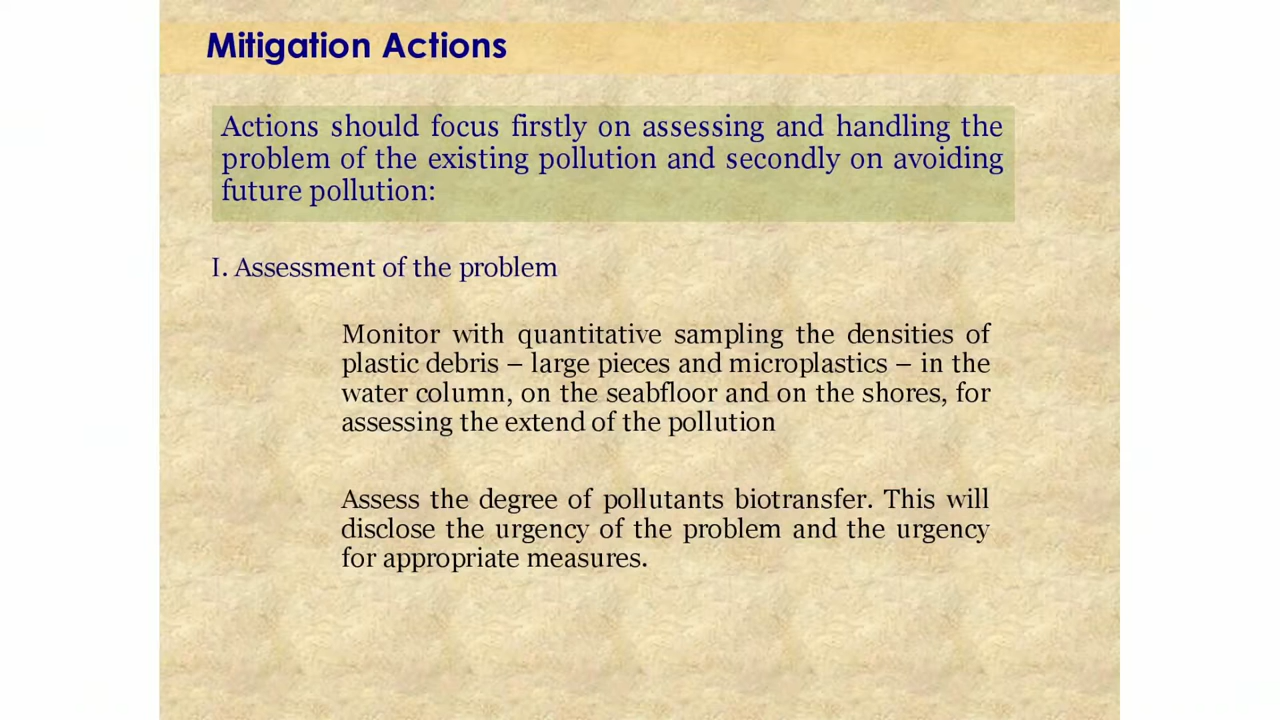 Mitigation Actions
Actions should focus firstly on assessing and handling the
problem of the existing pollution and secondly on avoiding
future pollution:
I. Assessment of the problem
Monitor with quantitative sampling the densities of
plastic debris – large pieces and microplastics – in the
water column, on the seabfloor and on the shores, for
assessing the extend of the pollution
Assess the degree of pollutants biotransfer. This will
disclose the urgency of the problem and the urgency
for appropriate measures.